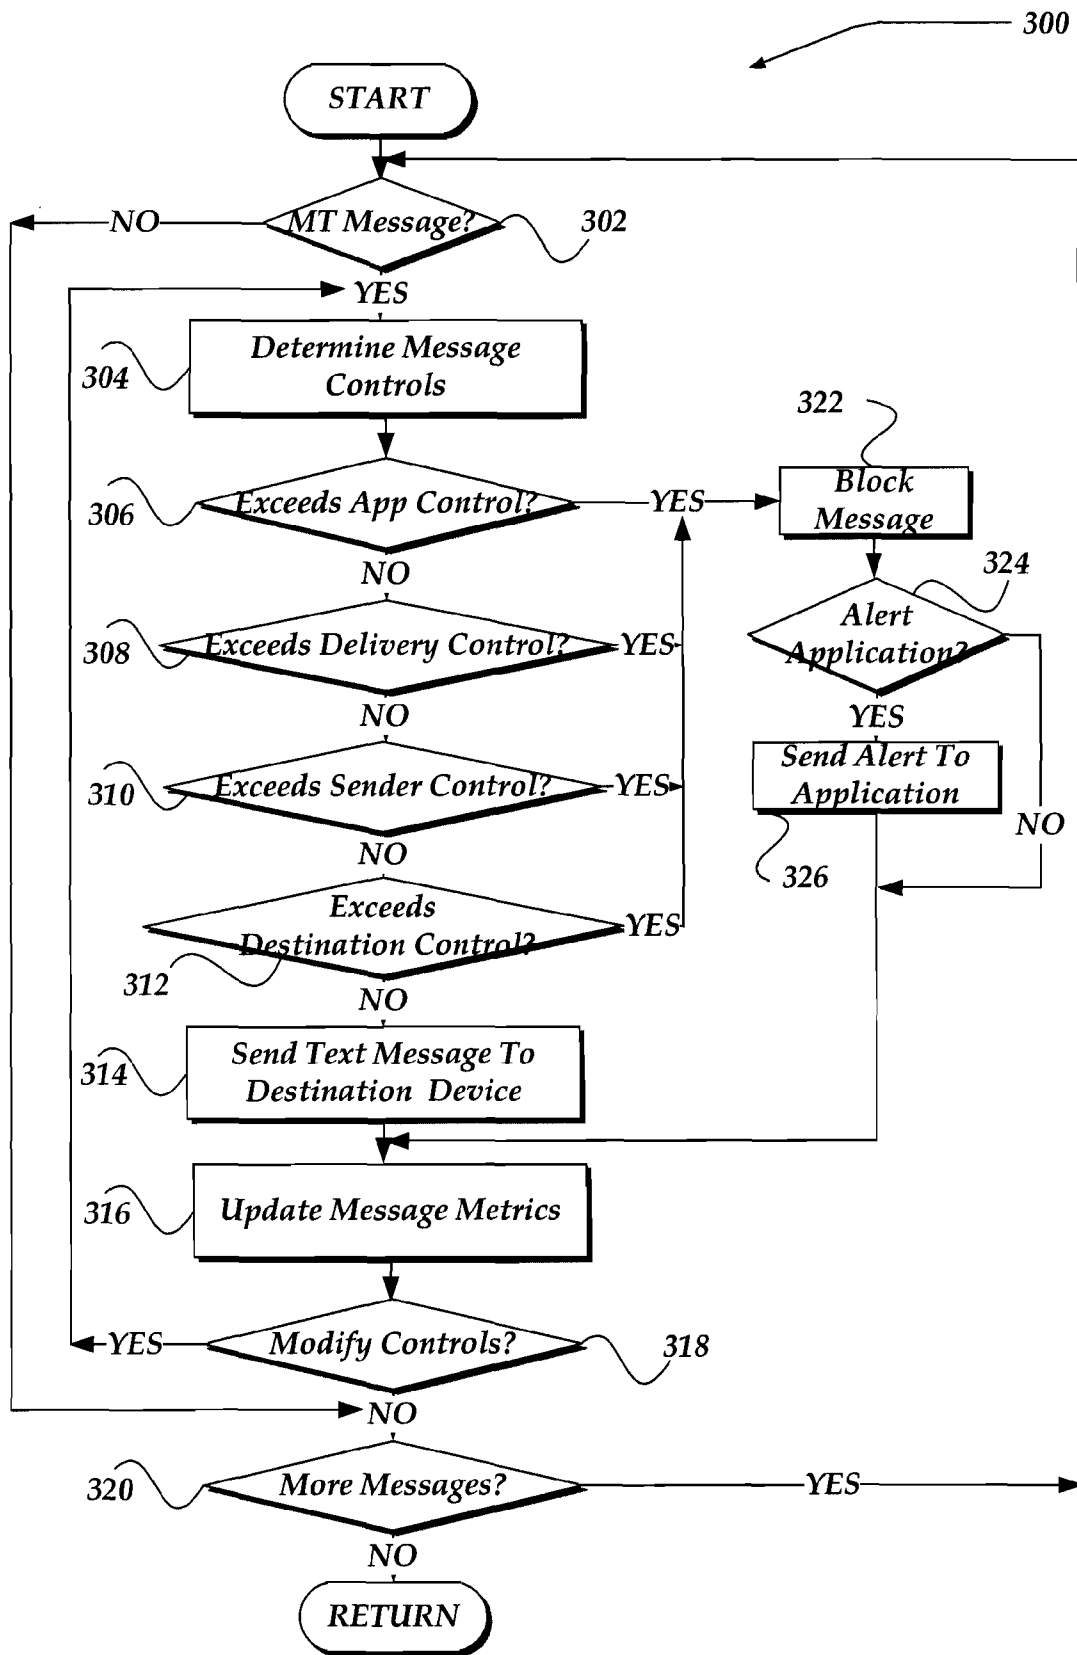 300
START
MT Message?
NO
302
YES
Determine Message
Controls
304
Exceeds App Control?
306
YES
322
Block
Message
NO
324
Alert
Application?
Exceeds Delivery Control?
308
YES
NO
YES
Send Alert To
Application
326
NO
Exceeds Sender Control?
310
YES
NO
Exceeds
Destination Control?
312
YES
NO
Send Text Message To
Destination Device
314
Update Message Metrics
316
Modify Controls?
YES
318
NO
More Messages?
320
YES
NO
RETURN